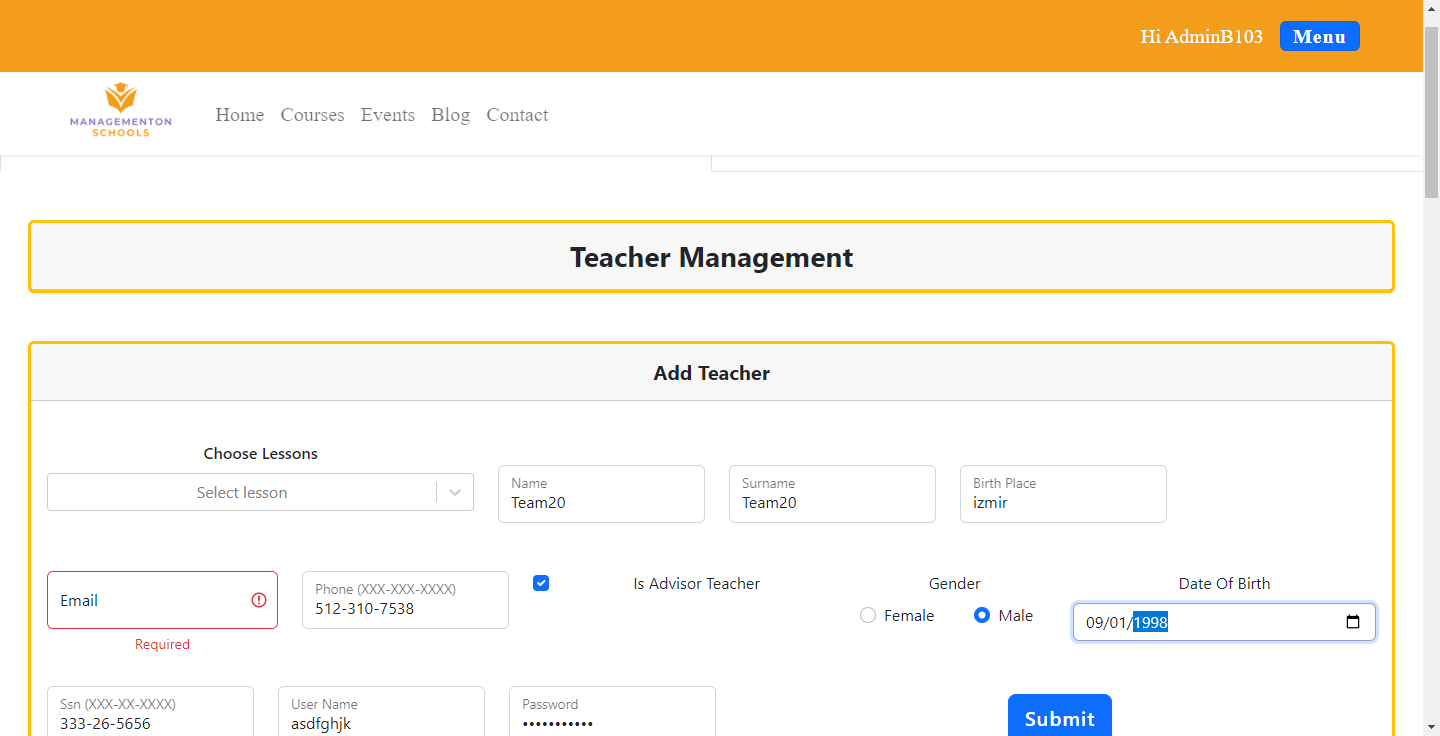 Hi AdminB103
Menu
MANAGEMENTON
SCHOOLS
Home
Courses
Events
Blog
Contact
Teacher Management
Add Teacher
Choose Lessons
Select lesson
Name
Team20
Surname
Team20
Birth Place
izmir
Email
Required
Phone (XXX-XXX-XXXX)
512-310-7538
Is Advisor Teacher
Gender
Female
Male
Date Of Birth
09/01/1998
Ssn (XXX-XX-XXXX)
333-26-5656
User Name
asdfghjk
Password
•••••••••••
Submit